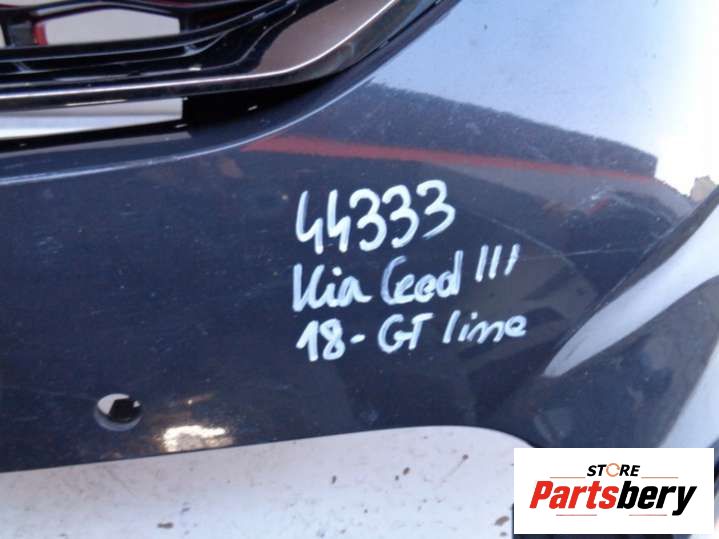 44333
Kia Ceed III
18- GT line
STORE
Partsbery